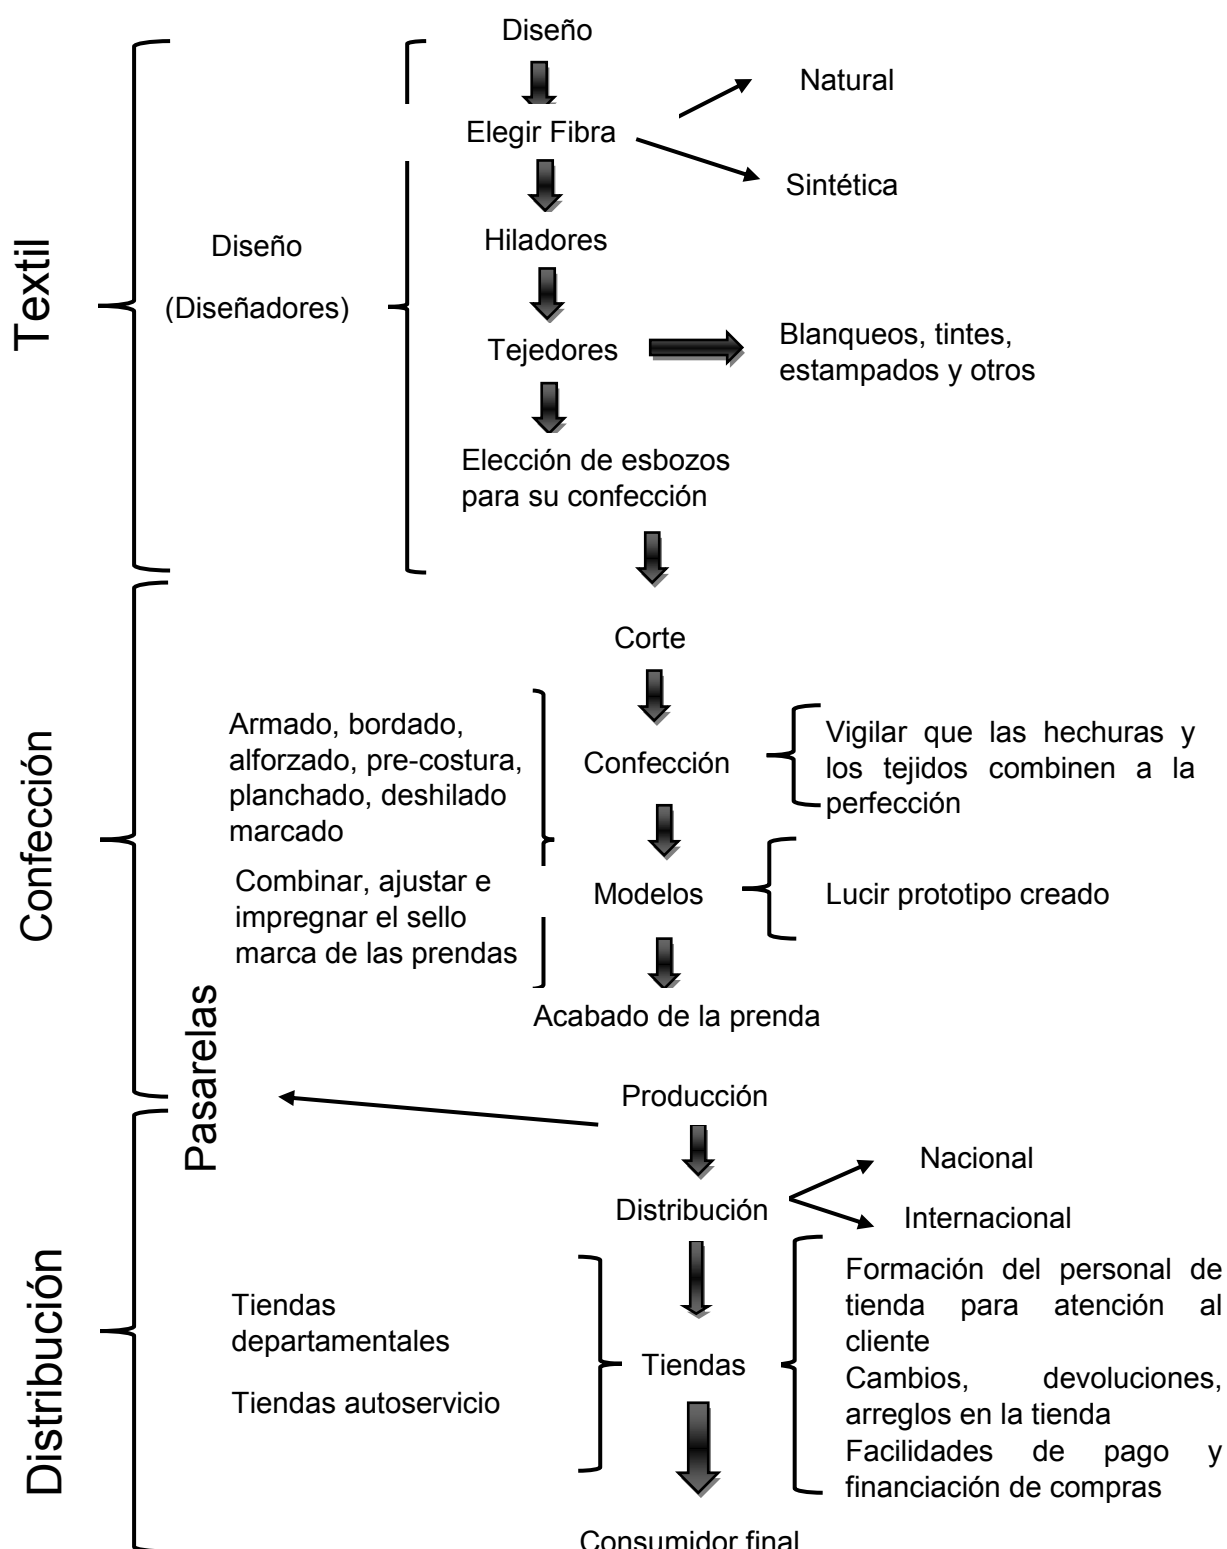 Diseño
Natural
Elegir Fibra
Sintética
Textil
Diseño
(Diseñadores)
Hiladores
Tejedores
Blanqueos, tintes,
estampados y otros
Elección de esbozos
para su confección
Confección
Corte
Armado, bordado,
alforzado, pre-costura,
planchado, deshilado
marcado
Confección
Vigilar que las hechuras y
los tejidos combinen a la
perfección
Combinar, ajustar e
impregnar el sello
marca de las prendas
Modelos
Lucir prototipo creado
Acabado de la prenda
Pasarelas
Producción
Distribución
Distribución
Nacional
Internacional
Tiendas
departamentales
Tiendas autoservicio
Tiendas
Formación del personal de
tienda para atención al
cliente
Cambios, devoluciones,
arreglos en la tienda
Facilidades de pago y
financiación de compras
Consumidor final